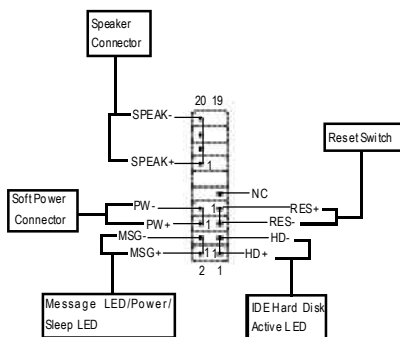 Speaker
Connector
20 19
SPEAK-
SPEAK+
1
Reset Switch
NC
Soft Power
Connector
PW-
PW+
1
1
RES+
RES-
MSG-
MSG+
1
1
HD-
HD+
2 1
Message LED/Power/
Sleep LED
IDE Hard Disk
Active LED